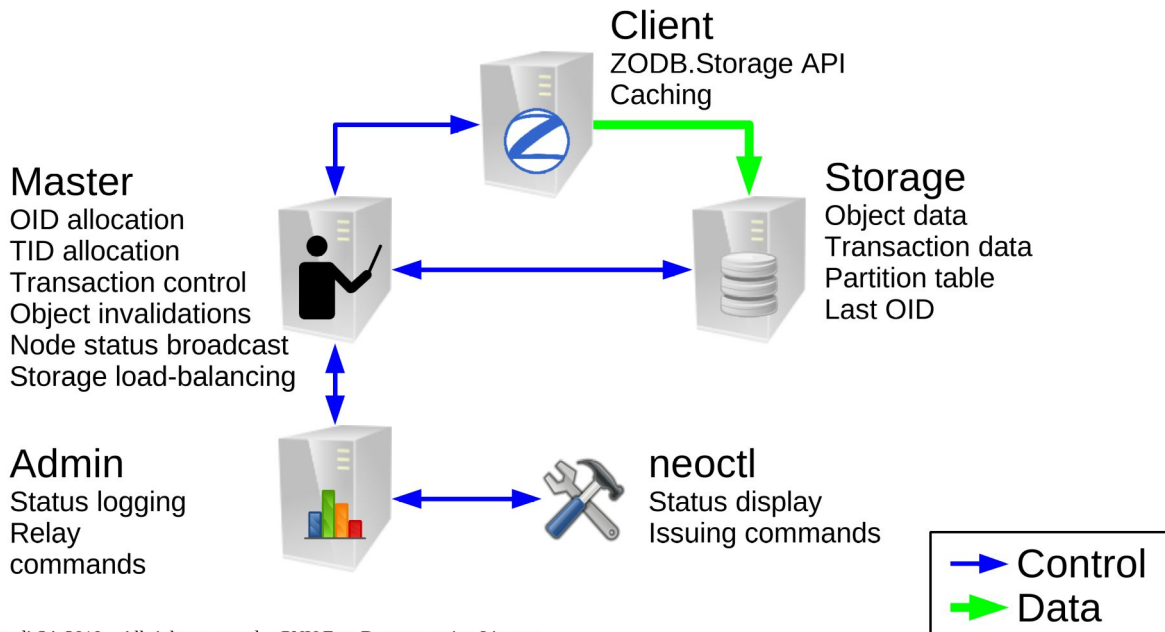 Client
ZODB.Storage API
Caching
Master
OID allocation
TID allocation
Transaction control
Object invalidations
Node status broadcast
Storage load-balancing
Storage
Object data
Transaction data
Partition table
Last OID
Admin
Status logging
Relay
commands
neoctl
Status display
Issuing commands
Control
Data